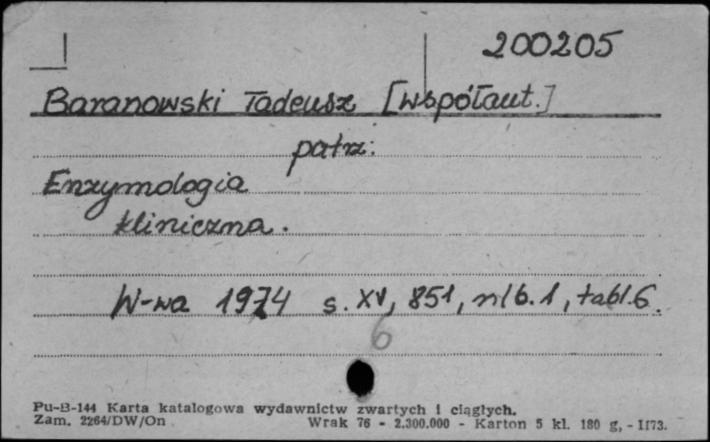 200205
Baranowski Tadeusz [współaut.]
patrz:
Enzymologia
kliniczna.
W-wa 1974 s. XV, 851, nlb. 1, tabl. 6.
6
Pu-B-144 Karta katalogowa wydawnictw zwartych i ciągłych.
Zam. 2264/DW/On Wrak 76 - 2.300.000 - Karton 5 kl. 180 g, - II73.